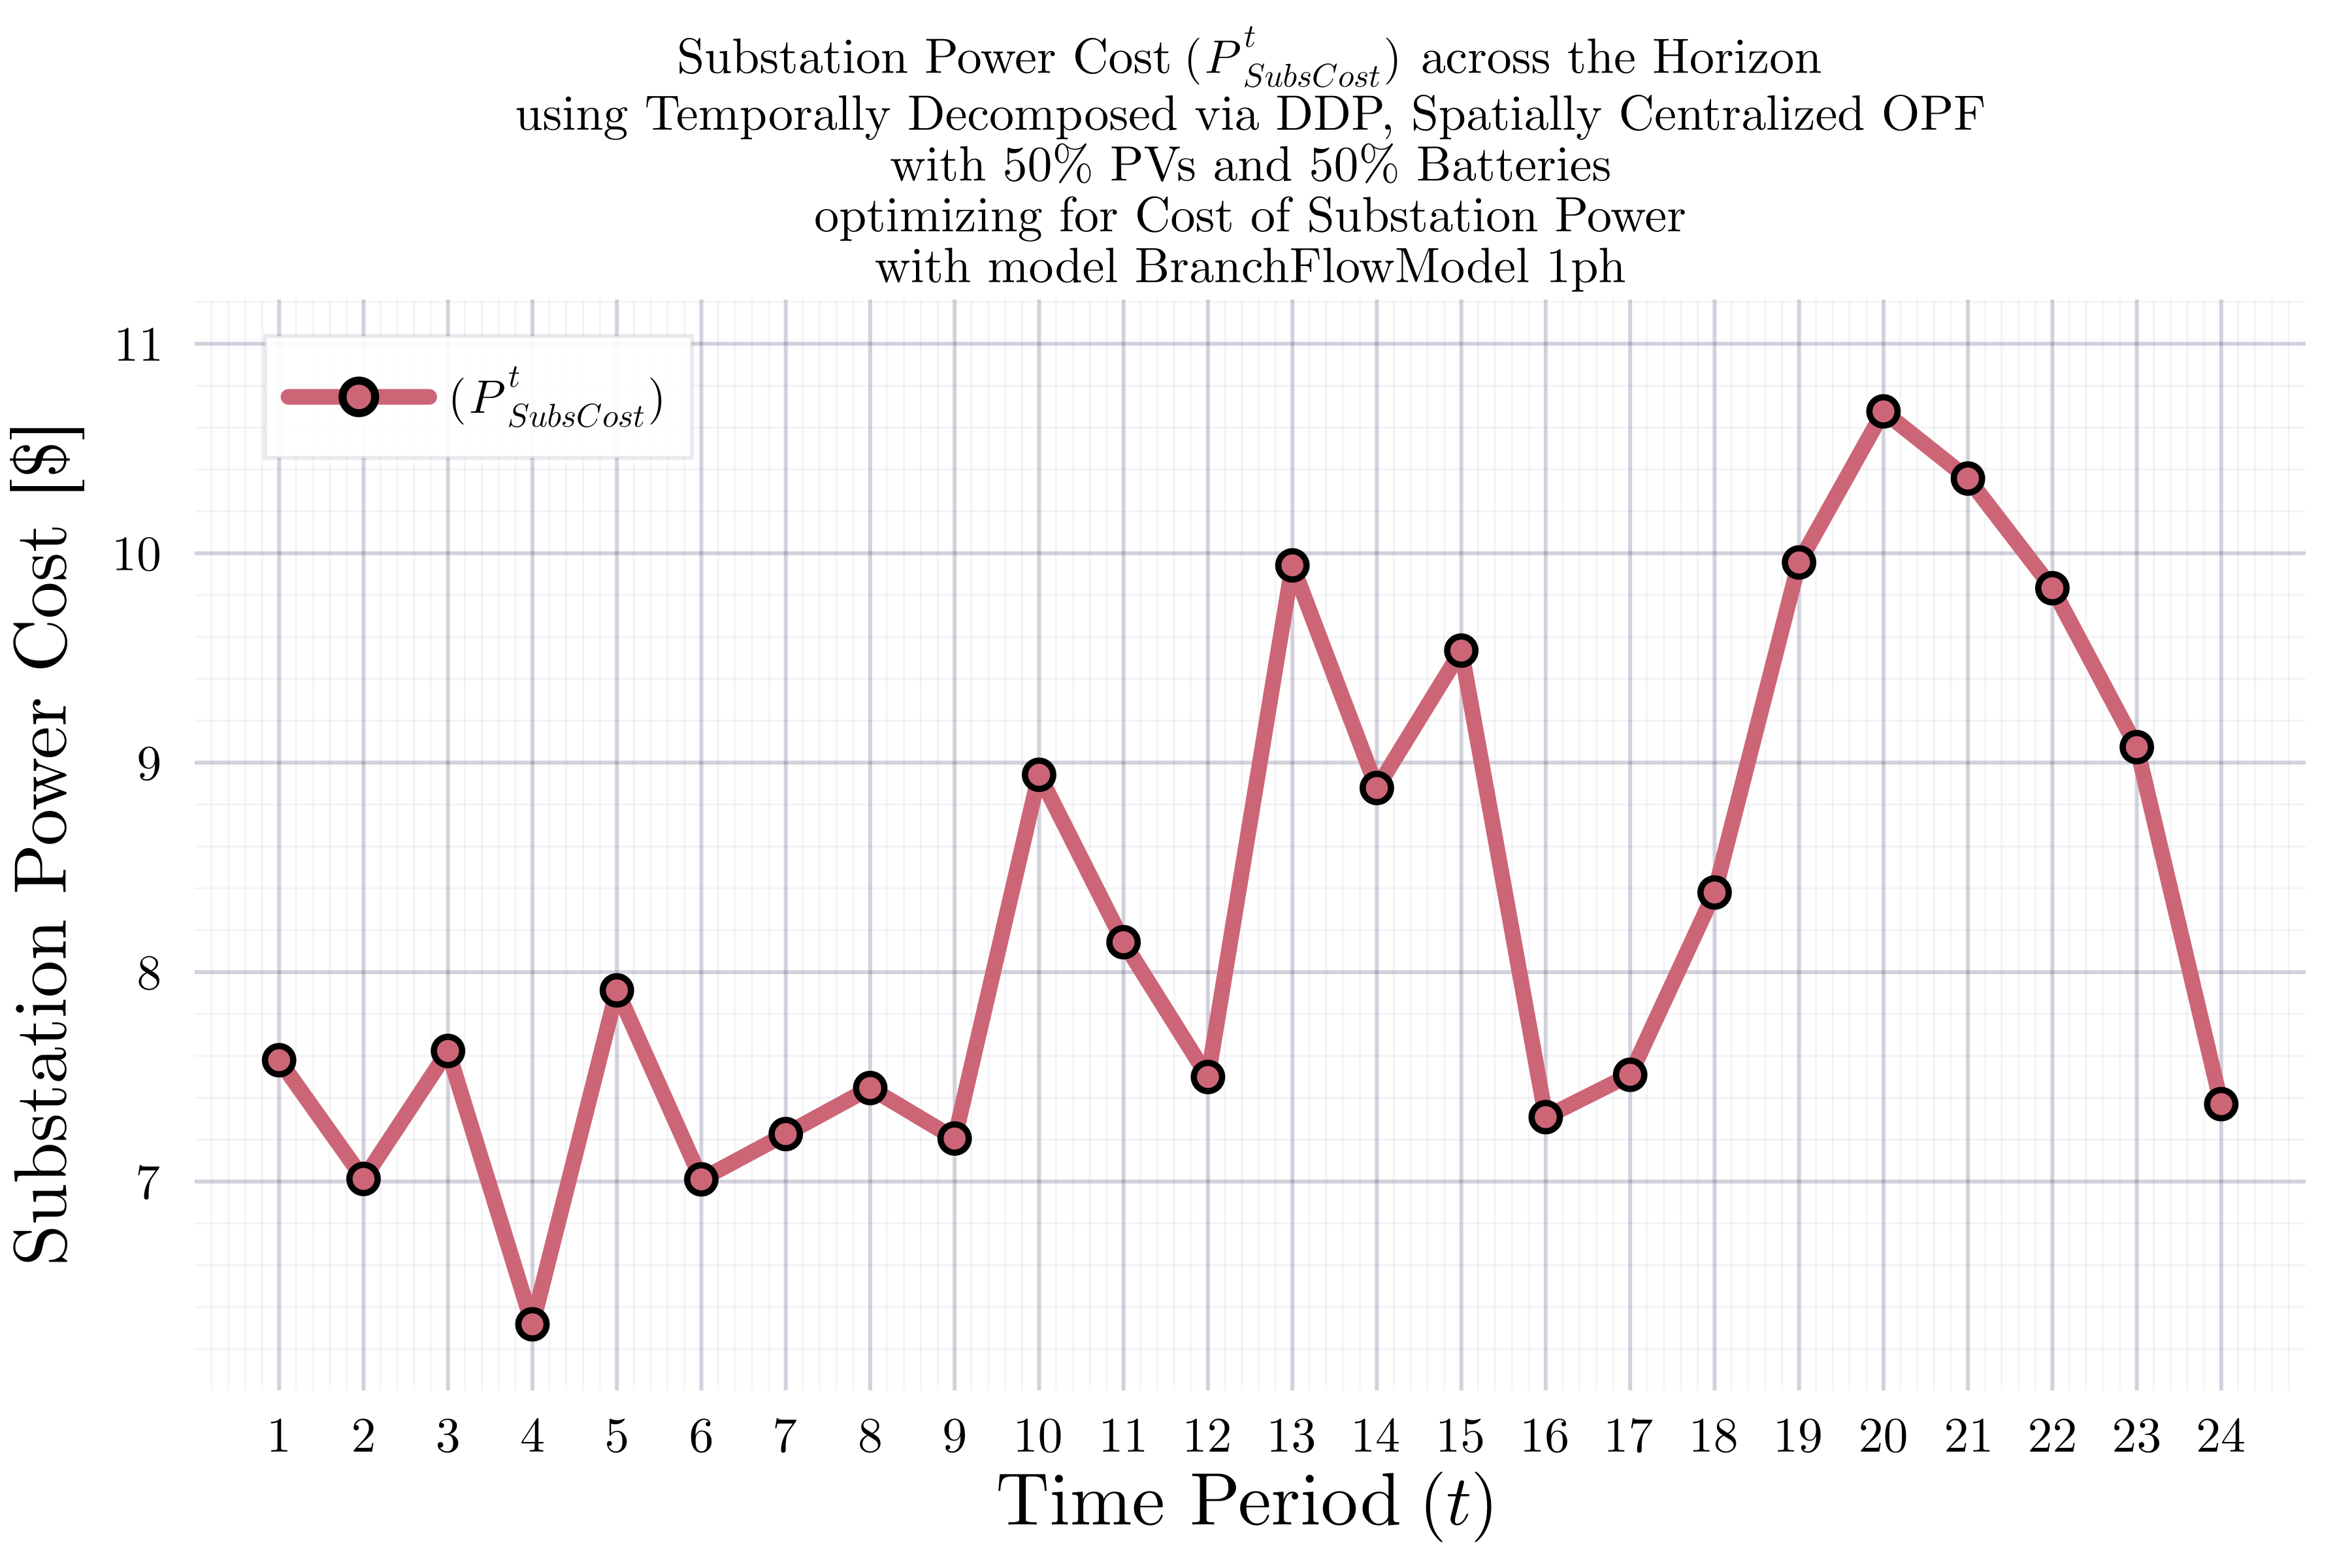 Substation Power Cost (P^t_SubsCost) across the Horizon
using Temporally Decomposed via DDP, Spatially Centralized OPF
with 50% PVs and 50% Batteries
optimizing for Cost of Substation Power
with model BranchFlowModel 1ph
(P^t_SubsCost)
Substation Power Cost [$]
11
10
9
8
7
1 2 3 4 5 6 7 8 9 10 11 12 13 14 15 16 17 18 19 20 21 22 23 24
Time Period (t)